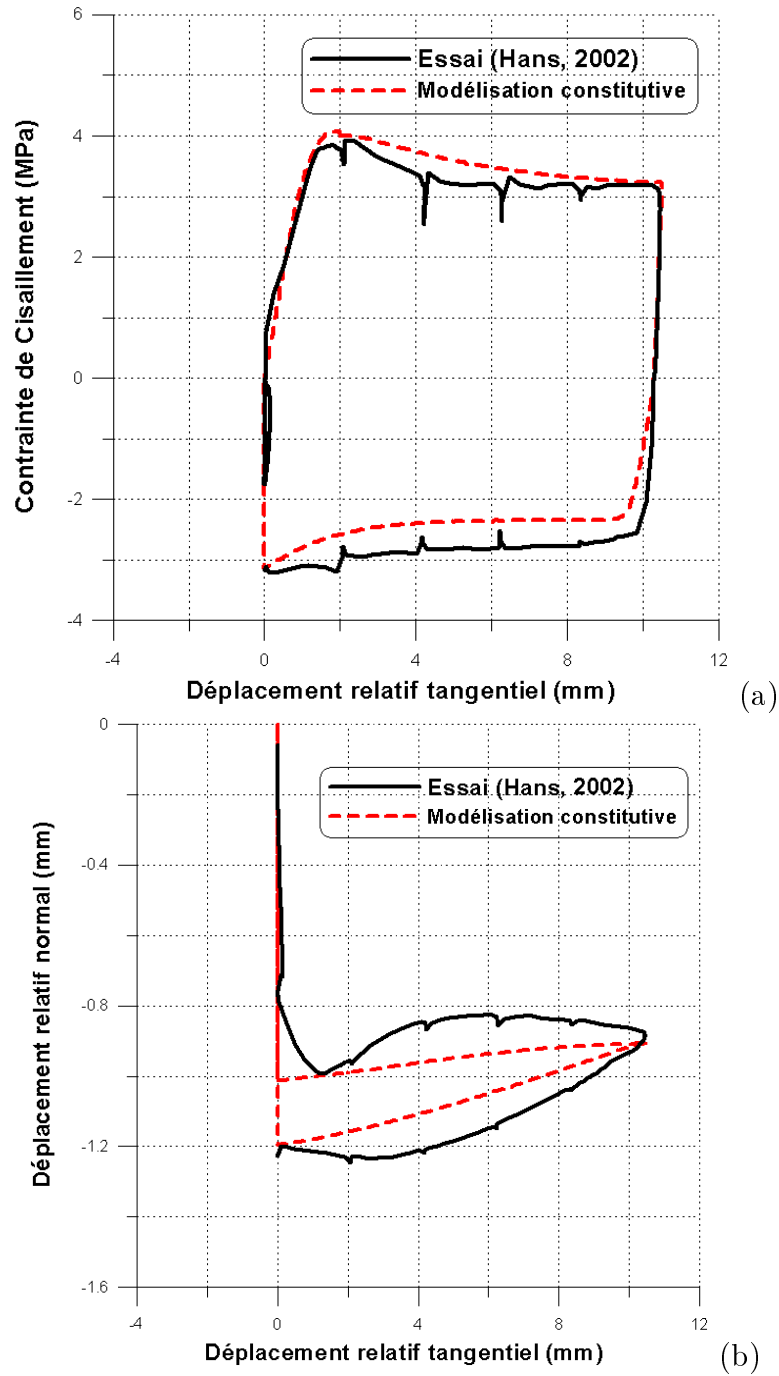 6
4
2
0
-2
-4
Contrainte de Cisaillement (MPa)
Essai (Hans, 2002)
Modélisation constitutive
-4
0
4
8
12
Déplacement relatif tangentiel (mm)
(a)
0
-0.4
-0.8
-1.2
-1.6
Déplacement relatif normal (mm)
Essai (Hans, 2002)
Modélisation constitutive
-4
0
4
8
12
Déplacement relatif tangentiel (mm)
(b)